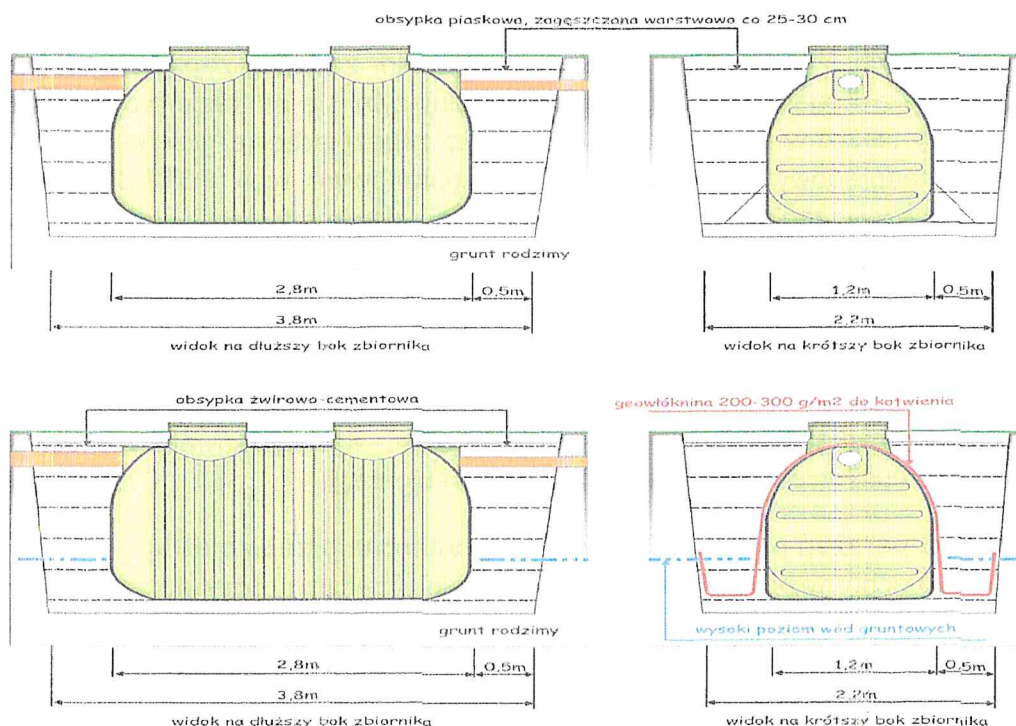 obsypka piaskowa, zagęszczana warstwowo co 25-30 cm
grunt rodzimy
2,8m
0,5m
3,8m
widok na dłuższy bok zbiornika
1,2m
0,5m
2,2m
widok na krótszy bok zbiornika
obsypka żwirowo-cementowa
geowłóknina 200-300 g/m2 do kotwienia
grunt rodzimy
wysoki poziom wód gruntowych
2,8m
0,5m
3,8m
widok na dłuższy bok zbiornika
1,2m
0,5m
2,2m
widok na krótszy bok zbiornika